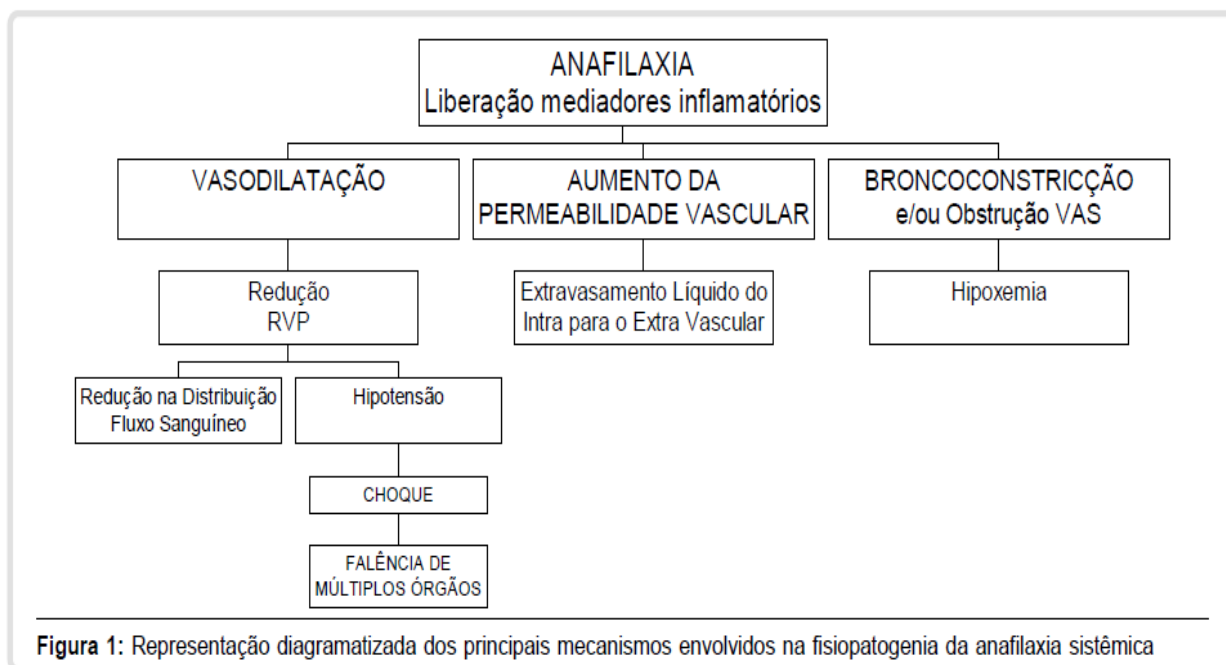 ANAFILAXIA
Liberação mediadores inflamatórios
VASODILATAÇÃO
AUMENTO DA
PERMEABILIDADE VASCULAR
BRONCOCONSTRICÇÃO
e/ou Obstrução VAS
Redução
RVP
Extravasamento Líquido do
Intra para o Extra Vascular
Hipoxemia
Redução na Distribuição
Fluxo Sanguíneo
Hipotensão
CHOQUE
FALÊNCIA DE
MÚLTIPLOS ÓRGÃOS
Figura 1: Representação diagramatizada dos principais mecanismos envolvidos na fisiopatogenia da anafilaxia sistêmica